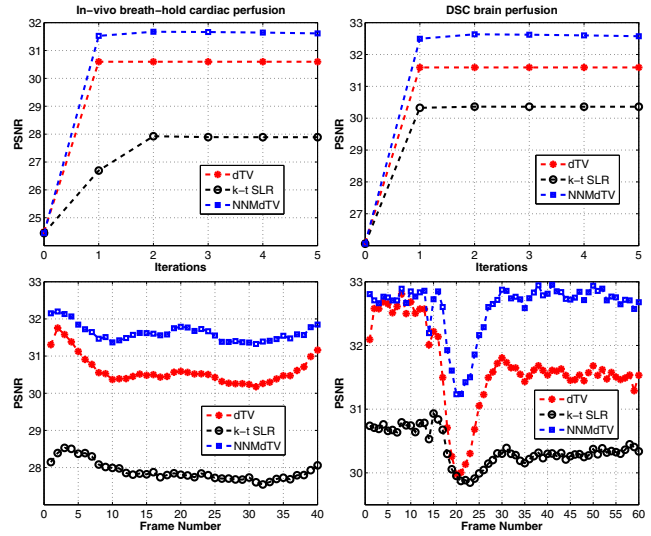 In-vivo breath-hold cardiac perfusion
32
31
30
29
28
27
26
25
PSNR
0 1 2 3 4 5
Iterations
dTV
k-t SLR
NNMdTV
DSC brain perfusion
33
32
31
30
29
28
27
26
PSNR
0 1 2 3 4 5
Iterations
dTV
k-t SLR
NNMdTV
33
32
31
30
29
28
PSNR
0 5 10 15 20 25 30 35 40
Frame Number
dTV
k-t SLR
NNMdTV
33
32
31
30
PSNR
0 5 10 15 20 25 30 35 40 45 50 55 60
Frame Number
dTV
k-t SLR
NNMdTV